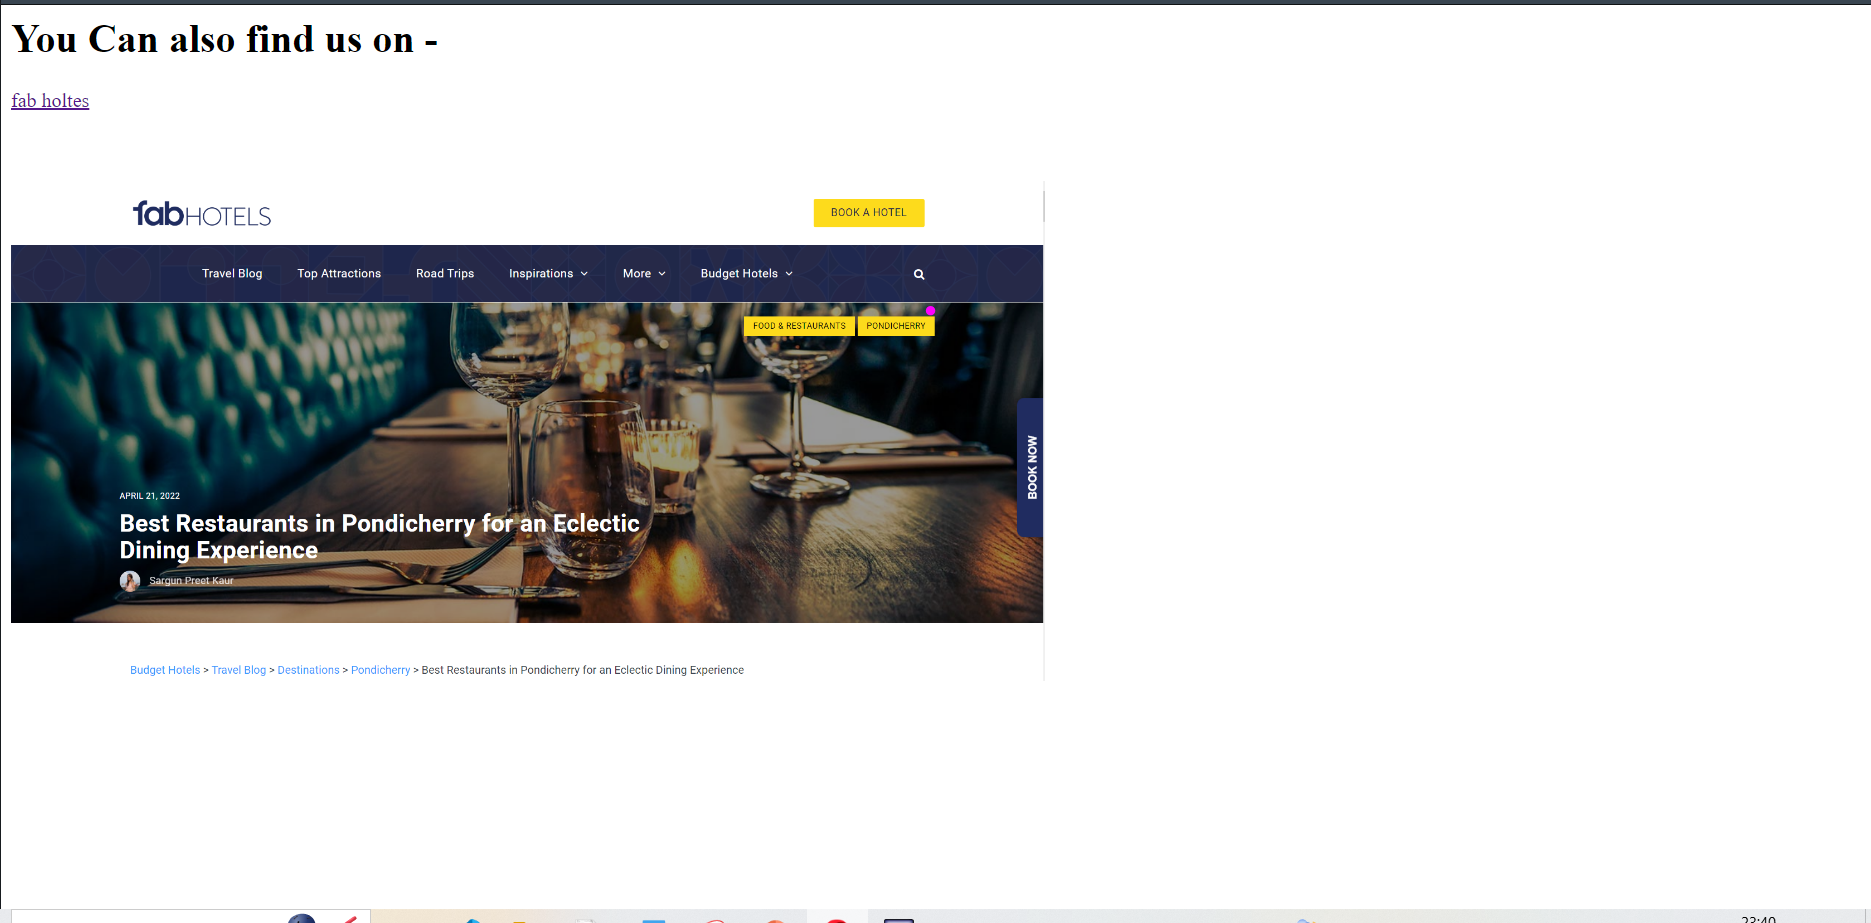 You Can also find us on -
fab holtes
fabHOTELS
BOOK A HOTEL
Travel Blog Top Attractions Road Trips Inspirations More Budget Hotels
FOOD & RESTAURANTS PONDICHERRY
BOOK NOW
APRIL 21, 2022
Best Restaurants in Pondicherry for an Eclectic
Dining Experience
Sargun Preet Kaur
Budget Hotels > Travel Blog > Destinations > Pondicherry > Best Restaurants in Pondicherry for an Eclectic Dining Experience
23:40